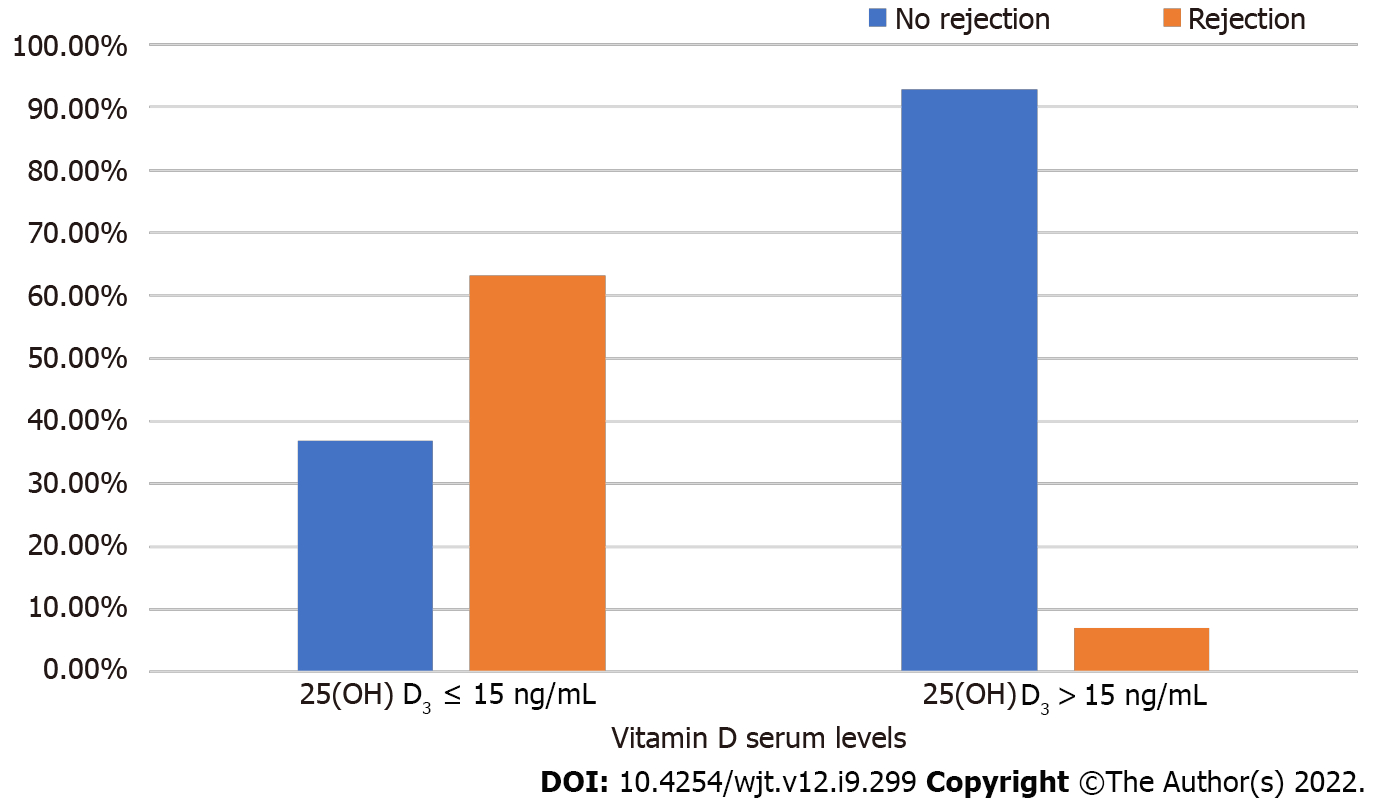 No rejection Rejection
100.00%
90.00%
80.00%
70.00%
60.00%
50.00%
40.00%
30.00%
20.00%
10.00%
0.00%
25(OH) D₃ ≤ 15 ng/mL 25(OH) D₃ > 15 ng/mL
Vitamin D serum levels
DOI: 10.4254/wjt.v12.i9.299 Copyright ©The Author(s) 2022.